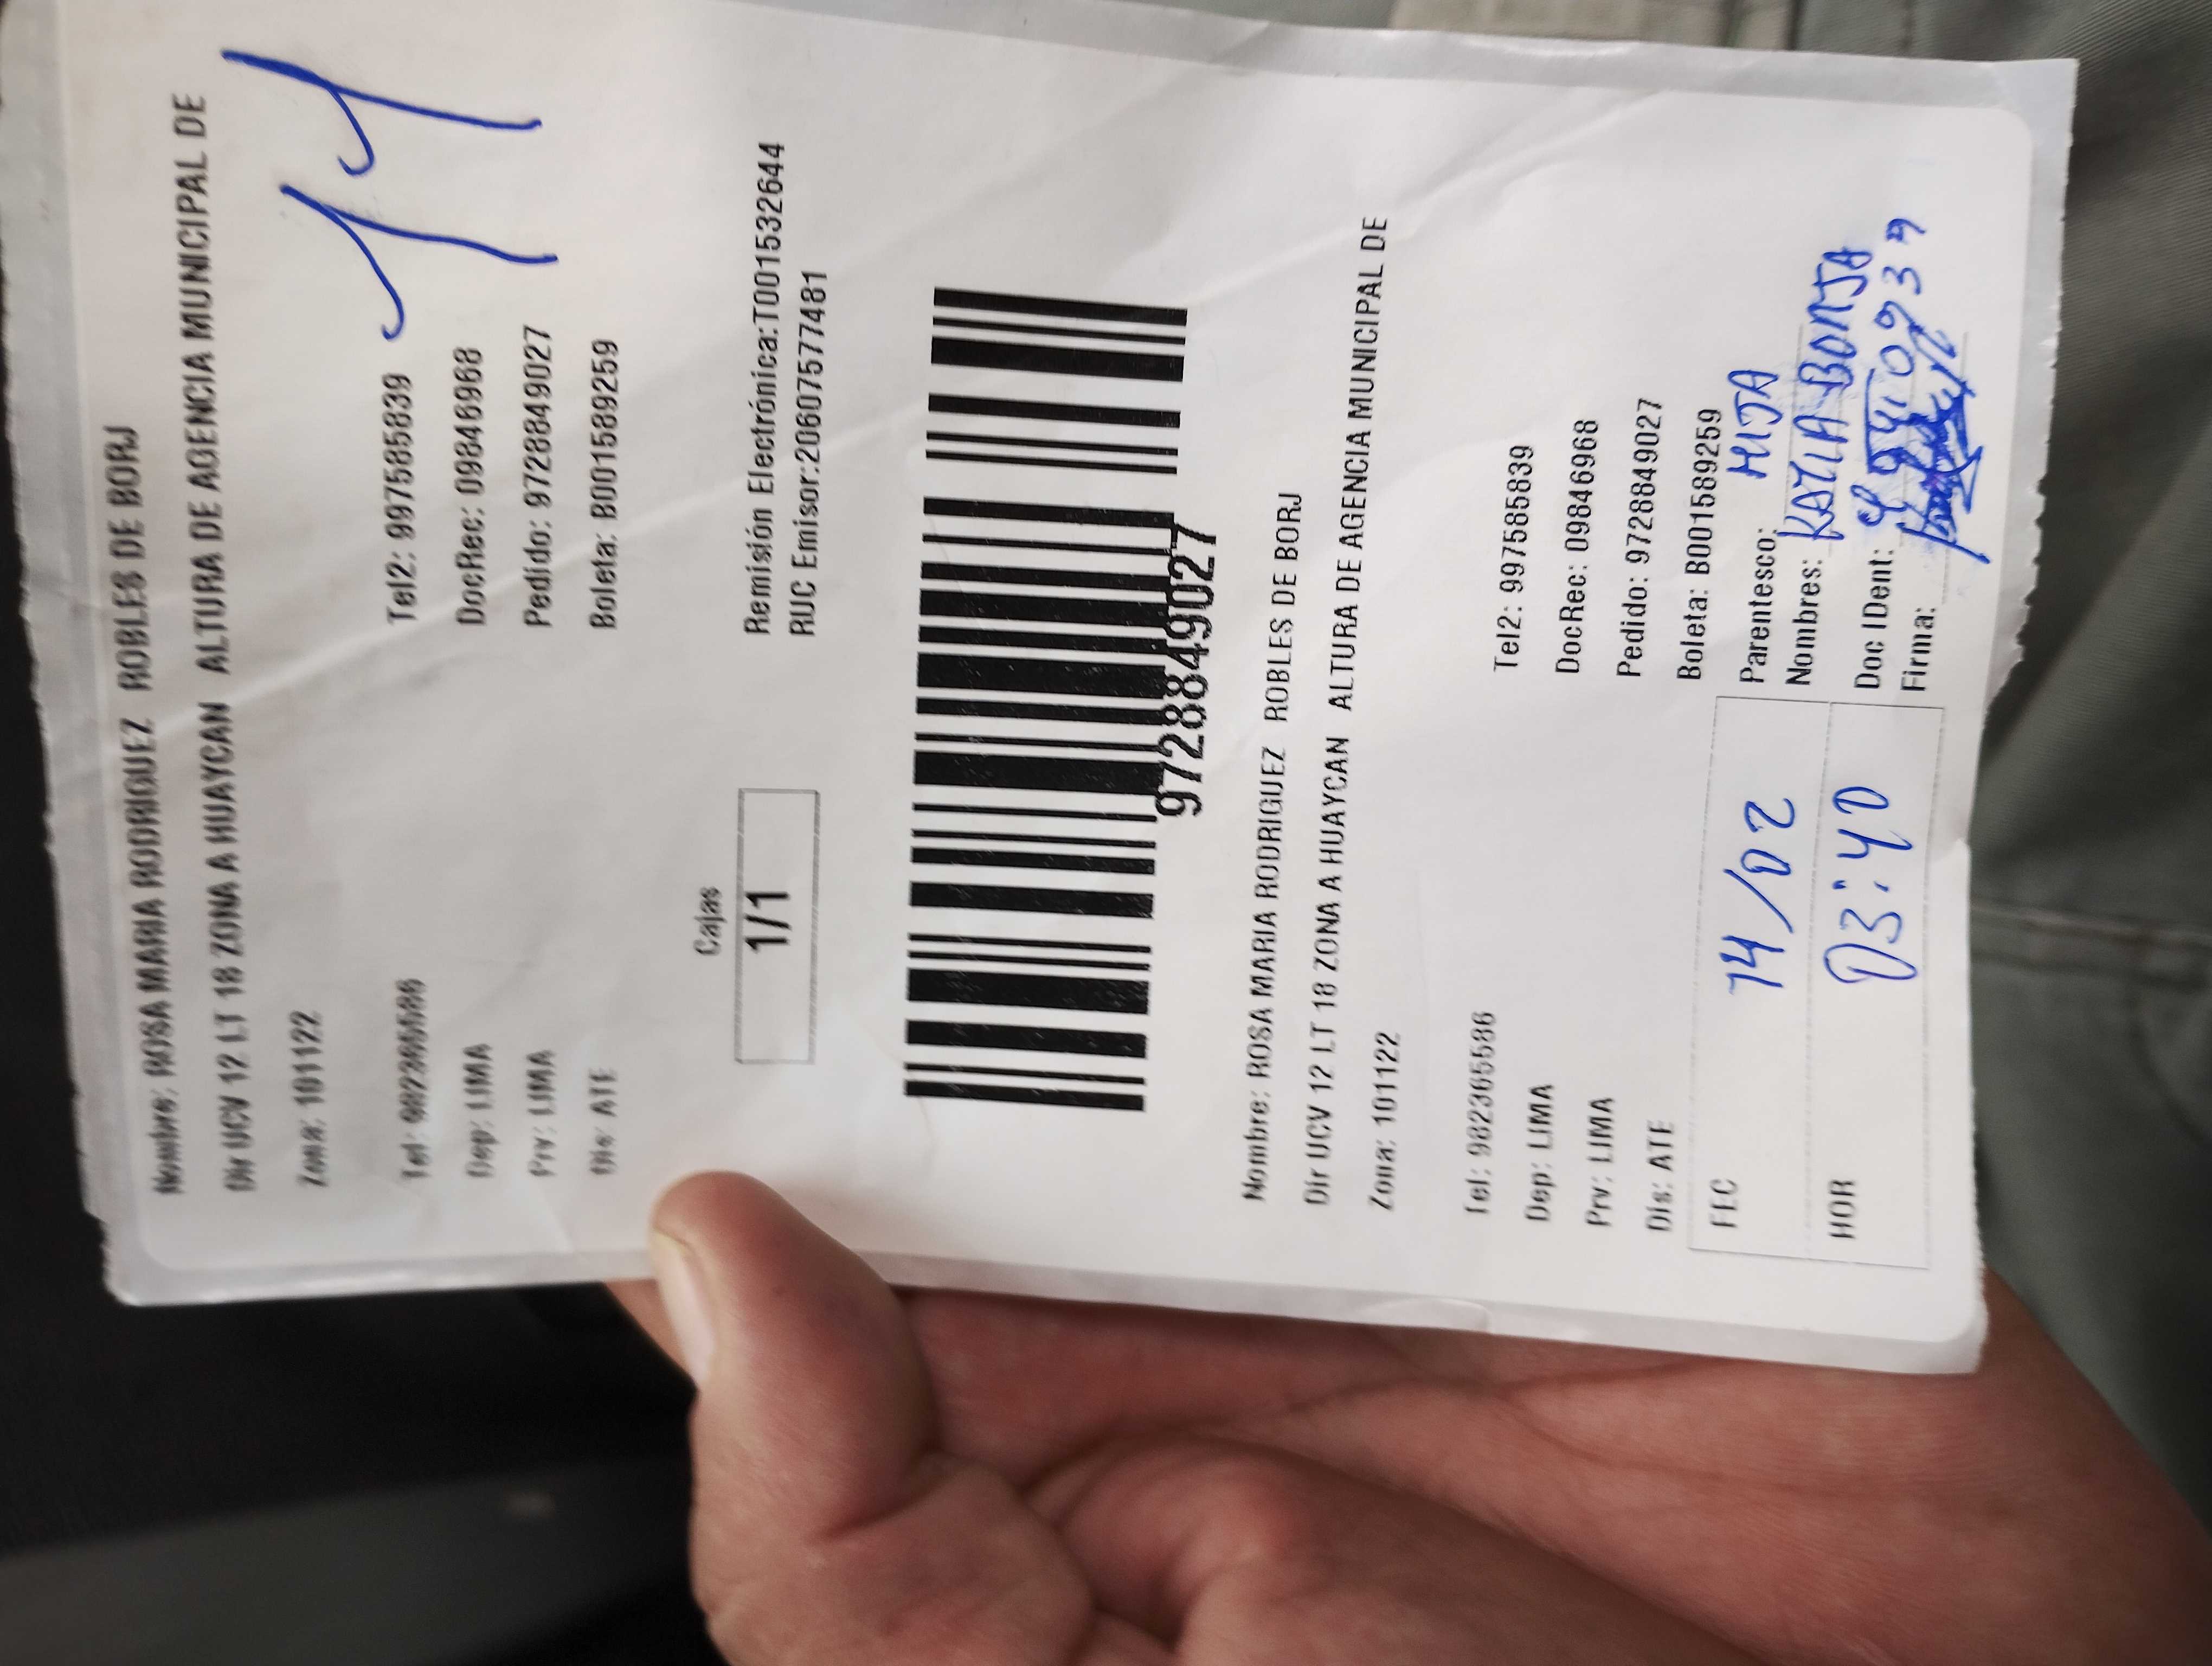 Nombre: ROSA MARIA RODRIGUEZ ROBLES DE BORJ
Dir UCV 12 LT 18 ZONA A HUAYCAN ALTURA DE AGENCIA MUNICIPAL DE
Zona: 101122
11
Tel: 982365586 Tel2: 997585839
Dep: LIMA DocRec: 09846968
Prv: LIMA Pedido: 972884902​7
Dis: ATE Boleta: B001589259
Cajas
1/1
Remisión Electrónica:T001532644
RUC Emisor:20607577481
9728849027
Nombre: ROSA MARIA RODRIGUEZ ROBLES DE BORJ
Dir UCV 12 LT 18 ZONA A HUAYCAN ALTURA DE AGENCIA MUNICIPAL DE
Zona: 101122
Tel: 982365586 Tel2: 997585839
Dep: LIMA DocRec: 09846968
Prv: LIMA Pedido: 9728849027
Dis: ATE Boleta: B001589259
FEC 14/02 Parentesco: HIJA
Nombres: KATIA BORJA
HOR 03:40 Doc IDent:
Firma: